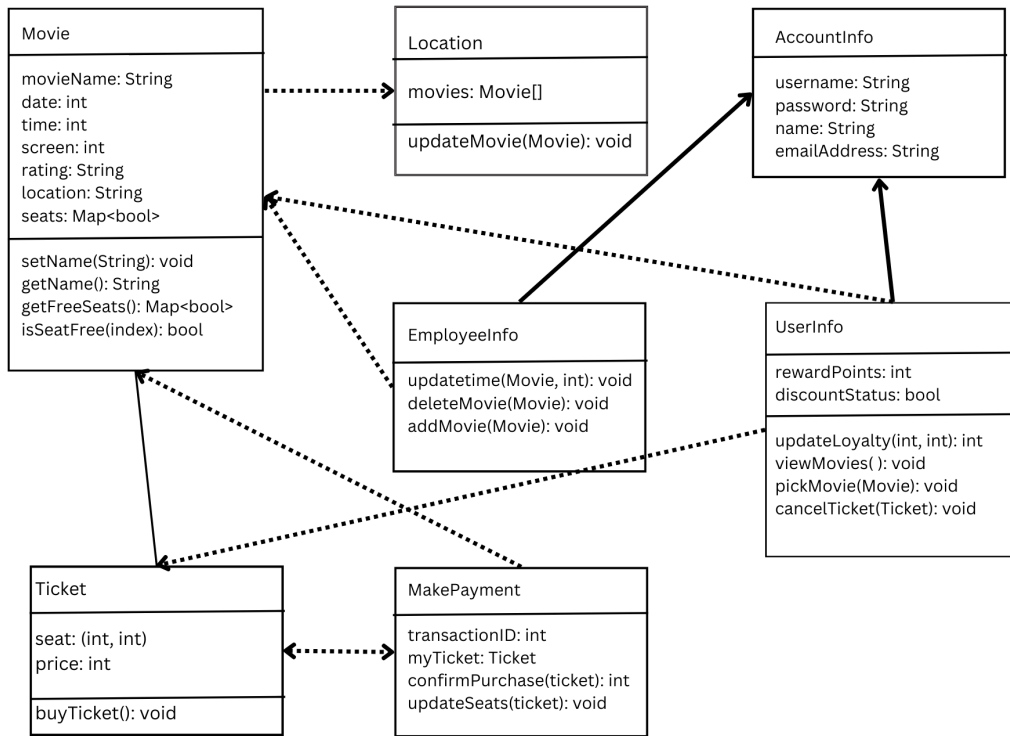 Movie
movieName: String
date: int
time: int
screen: int
rating: String
location: String
seats: Map<bool>
setName(String): void
getName(): String
getFreeSeats(): Map<bool>
isSeatFree(index): bool
Location
movies: Movie[]
updateMovie(Movie): void
AccountInfo
username: String
password: String
name: String
emailAddress: String
EmployeeInfo
updatetime(Movie, int): void
deleteMovie(Movie): void
addMovie(Movie): void
UserInfo
rewardPoints: int
discountStatus: bool
updateLoyalty(int, int): int
viewMovies( ): void
pickMovie(Movie): void
cancelTicket(Ticket): void
Ticket
seat: (int, int)
price: int
buyTicket(): void
MakePayment
transactionID: int
myTicket: Ticket
confirmPurchase(ticket): int
updateSeats(ticket): void